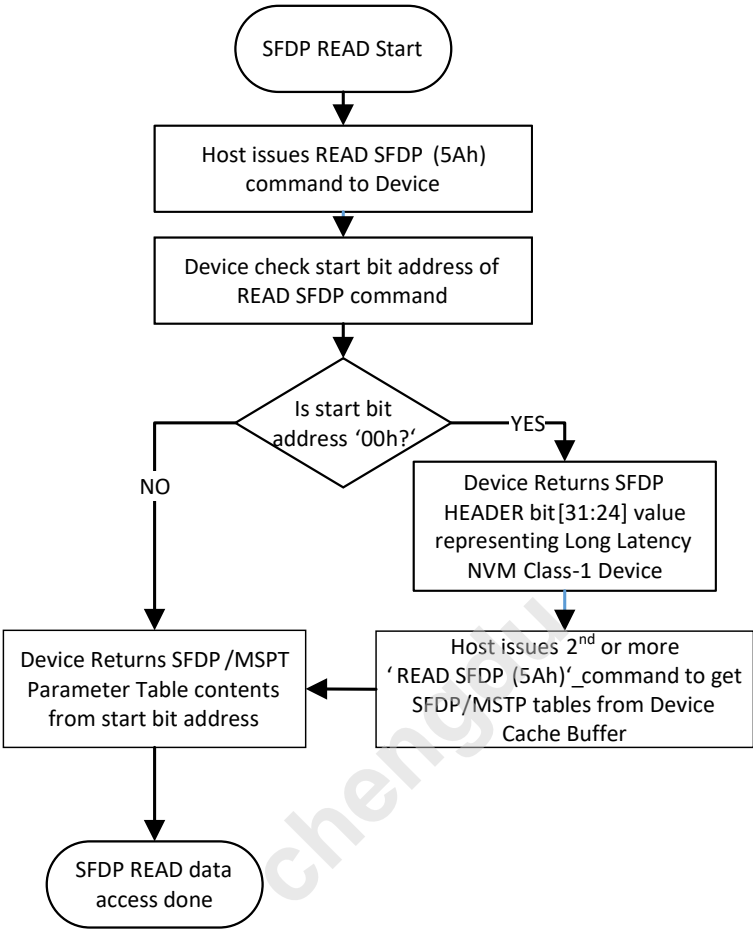 SFDP READ Start
Host issues READ SFDP (5Ah)
command to Device
Device check start bit address of
READ SFDP command
Is start bit
address ‘00h?‘
YES
NO
Device Returns SFDP
HEADER bit[31:24] value
representing Long Latency
NVM Class-1 Device
Host issues 2nd or more
‘READ SFDP (5Ah)‘_command to get
SFDP/MSTP tables from Device
Cache Buffer
Device Returns SFDP/MSPT
Parameter Table contents
from start bit address
SFDP READ data
access done
chengdu